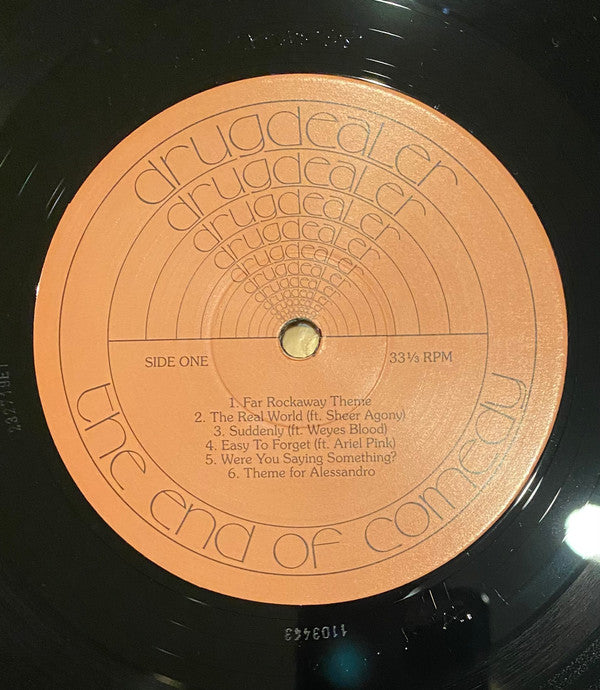 drugdealer
drugdealer
drugdealer
drugdealer
drugdealer
drugdealer
drugdealer
SIDE ONE
33⅓ RPM
1. Far Rockaway Theme
2. The Real World (ft. Sheer Agony)
3. Suddenly (ft. Weyes Blood)
4. Easy To Forget (ft. Ariel Pink)
5. Were You Saying Something?
6. Theme for Alessandro
the end of comedy